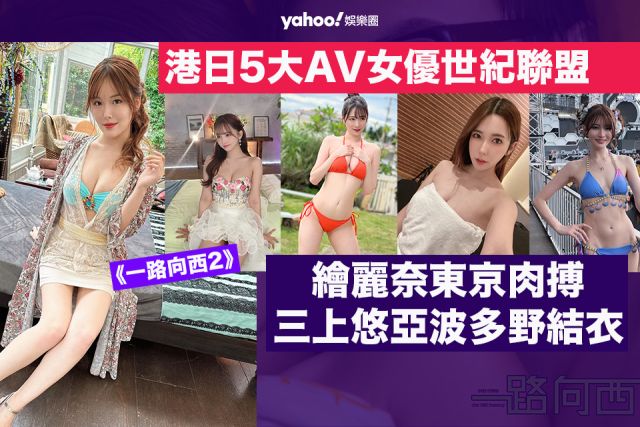 yahoo!娛樂圈
港日5大AV女優世紀聯盟
《一路向西2》
繪麗奈東京肉搏
三上悠亞波多野結衣
一路向西